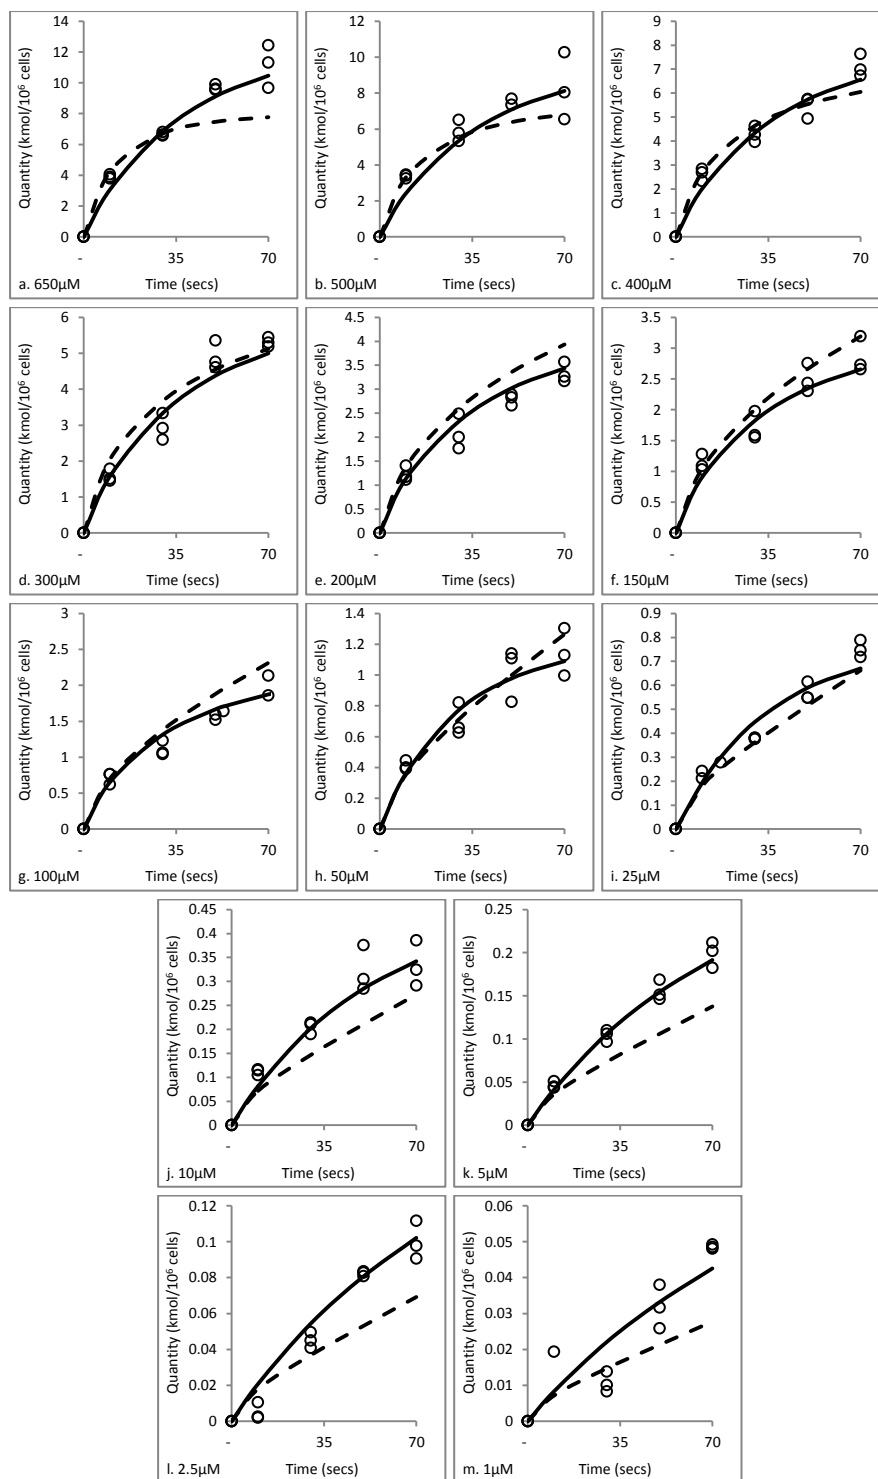 Quantity (kmol/10⁶ cells)
14
12
10
8
6
4
2
0
- 35 70
a. 650µM Time (secs)
Quantity (kmol/10⁶ cells)
12
10
8
6
4
2
0
- 35 70
b. 500µM Time (secs)
Quantity (kmol/10⁶ cells)
9
8
7
6
5
4
3
2
1
0
- 35 70
c. 400µM Time (secs)
Quantity (kmol/10⁶ cells)
6
5
4
3
2
1
0
- 35 70
d. 300µM Time (secs)
Quantity (kmol/10⁶ cells)
4.5
4
3.5
3
2.5
2
1.5
1
0.5
0
- 35 70
e. 200µM Time (secs)
Quantity (kmol/10⁶ cells)
3.5
3
2.5
2
1.5
1
0.5
0
- 35 70
f. 150µM Time (secs)
Quantity (kmol/10⁶ cells)
3
2.5
2
1.5
1
0.5
0
- 35 70
g. 100µM Time (secs)
Quantity (kmol/10⁶ cells)
1.4
1.2
1
0.8
0.6
0.4
0.2
0
- 35 70
h. 50µM Time (secs)
Quantity (kmol/10⁶ cells)
0.9
0.8
0.7
0.6
0.5
0.4
0.3
0.2
0.1
0
- 35 70
i. 25µM Time (secs)
Quantity (kmol/10⁶ cells)
0.45
0.4
0.35
0.3
0.25
0.2
0.15
0.1
0.05
0
- 35 70
j. 10µM Time (secs)
Quantity (kmol/10⁶ cells)
0.25
0.2
0.15
0.1
0.05
0
- 35 70
k. 5µM Time (secs)
Quantity (kmol/10⁶ cells)
0.12
0.1
0.08
0.06
0.04
0.02
0
- 35 70
l. 2.5µM Time (secs)
Quantity (kmol/10⁶ cells)
0.06
0.05
0.04
0.03
0.02
0.01
0
- 35 70
m. 1µM Time (secs)